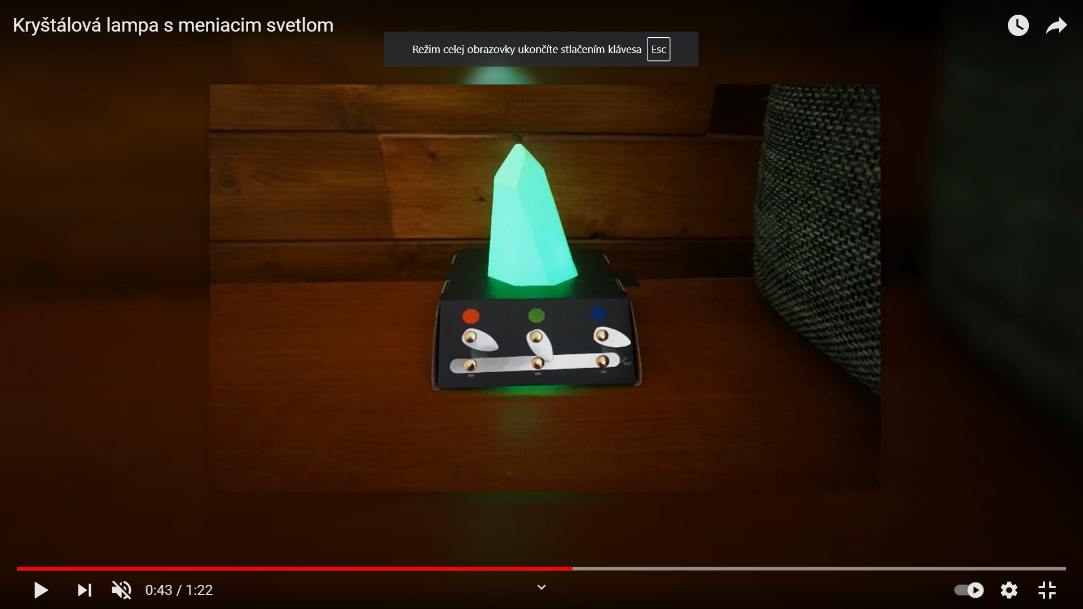 Kryštálová lampa s meniacim svetlom
Režim celej obrazovky ukončíte stlačením klávesa Esc
0:43 / 1:22